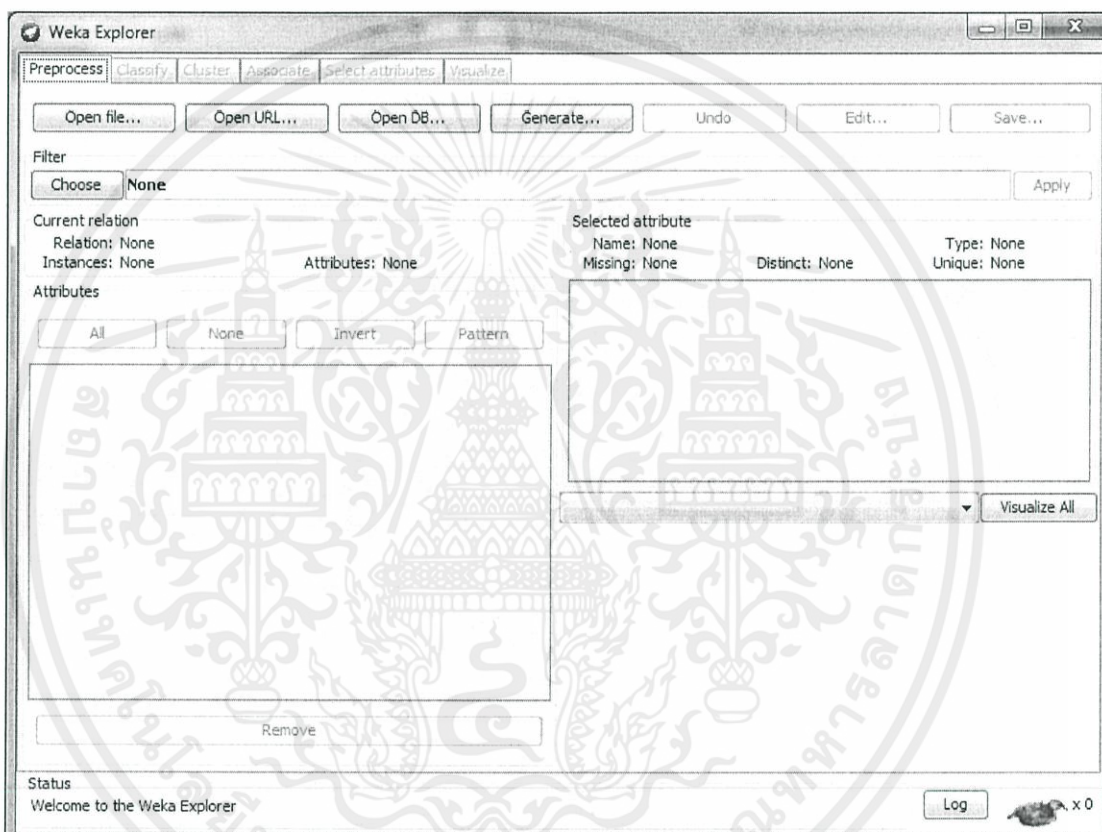 Weka Explorer
Preprocess Classify Cluster Associate Select attributes Visualize
Open file... Open URL... Open DB... Generate... Undo Edit... Save...
Filter
Choose None Apply
Current relation
Relation: None
Instances: None Attributes: None
Selected attribute
Name: None Type: None
Missing: None Distinct: None Unique: None
Attributes
All None Invert Pattern
Visualize All
Remove
Status
Welcome to the Weka Explorer
Log x 0